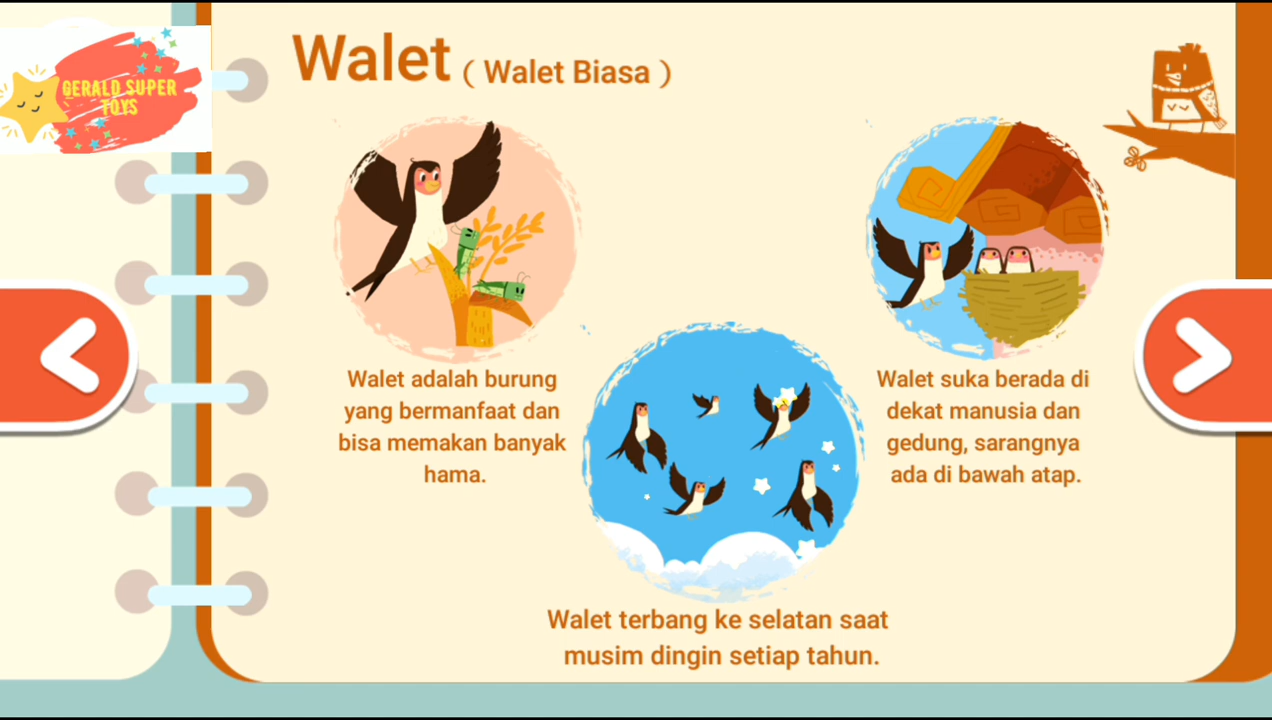 GERALD SUPER
TOYS
Walet ( Walet Biasa )
Walet adalah burung
yang bermanfaat dan
bisa memakan banyak
hama.
Walet terbang ke selatan saat
musim dingin setiap tahun.
Walet suka berada di
dekat manusia dan
gedung, sarangnya
ada di bawah atap.